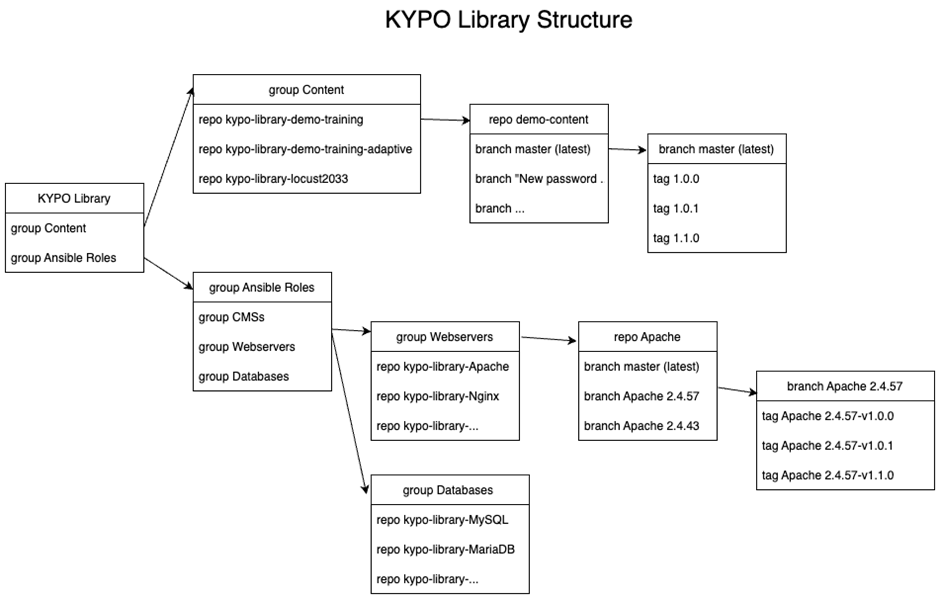 KYPO Library Structure
KYPO Library
group Content
group Ansible Roles
group Content
repo kypo-library-demo-training
repo kypo-library-demo-training-adaptive
repo kypo-library-locust2033
repo demo-content
branch master (latest)
branch "New password .
branch ...
branch master (latest)
tag 1.0.0
tag 1.0.1
tag 1.1.0
group Ansible Roles
group CMSs
group Webservers
group Databases
group Webservers
repo kypo-library-Apache
repo kypo-library-Nginx
repo kypo-library-...
repo Apache
branch master (latest)
branch Apache 2.4.57
branch Apache 2.4.43
branch Apache 2.4.57
tag Apache 2.4.57-v1.0.0
tag Apache 2.4.57-v1.0.1
tag Apache 2.4.57-v1.1.0
group Databases
repo kypo-library-MySQL
repo kypo-library-MariaDB
repo kypo-library-...